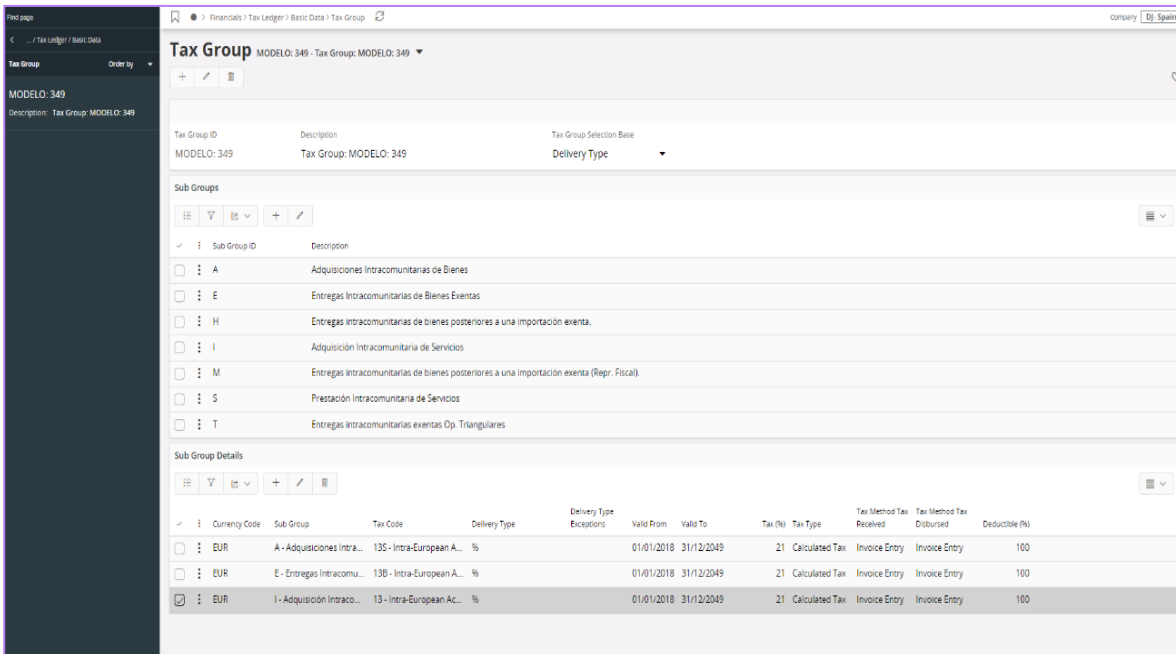 Find page
Financials > Tax Ledger > Basic Data > Tax Group
Company DJ- Spain
... / Tax Ledger / Basic Data
Tax Group MODELO: 349 - Tax Group: MODELO: 349
Tax Group Order by
MODELO: 349
Description: Tax Group: MODELO: 349
Tax Group ID Description Tax Group Selection Base
MODELO: 349 Tax Group: MODELO: 349 Delivery Type
Sub Groups
Sub Group ID Description
A Adquisiciones Intracomunitarias de Bienes
E Entregas Intracomunitarias de Bienes Exentas
H Entregas intracomunitarias de bienes posteriores a una importación exenta.
I Adquisición Intracomunitaria de Servicios
M Entregas intracomunitarias de bienes posteriores a una importación exenta (Repr. Fiscal).
S Prestación Intracomunitaria de Servicios
T Entregas intracomunitarias exentas Op. Triangulares
Sub Group Details
Currency Code Sub Group Tax Code Delivery Type Delivery Type Exceptions Valid From Valid To Tax (%) Tax Type Tax Method Tax Received Tax Method Tax Disbursed Deductible (%)
EUR A - Adquisiciones Intra... 13S - Intra-European A... % 01/01/2018 31/12/2049 21 Calculated Tax Invoice Entry Invoice Entry 100
EUR E - Entregas Intracomu... 13B - Intra-European A... % 01/01/2018 31/12/2049 21 Calculated Tax Invoice Entry Invoice Entry 100
EUR I - Adquisición Intraco... 13 - Intra-European Ac... % 01/01/2018 31/12/2049 21 Calculated Tax Invoice Entry Invoice Entry 100